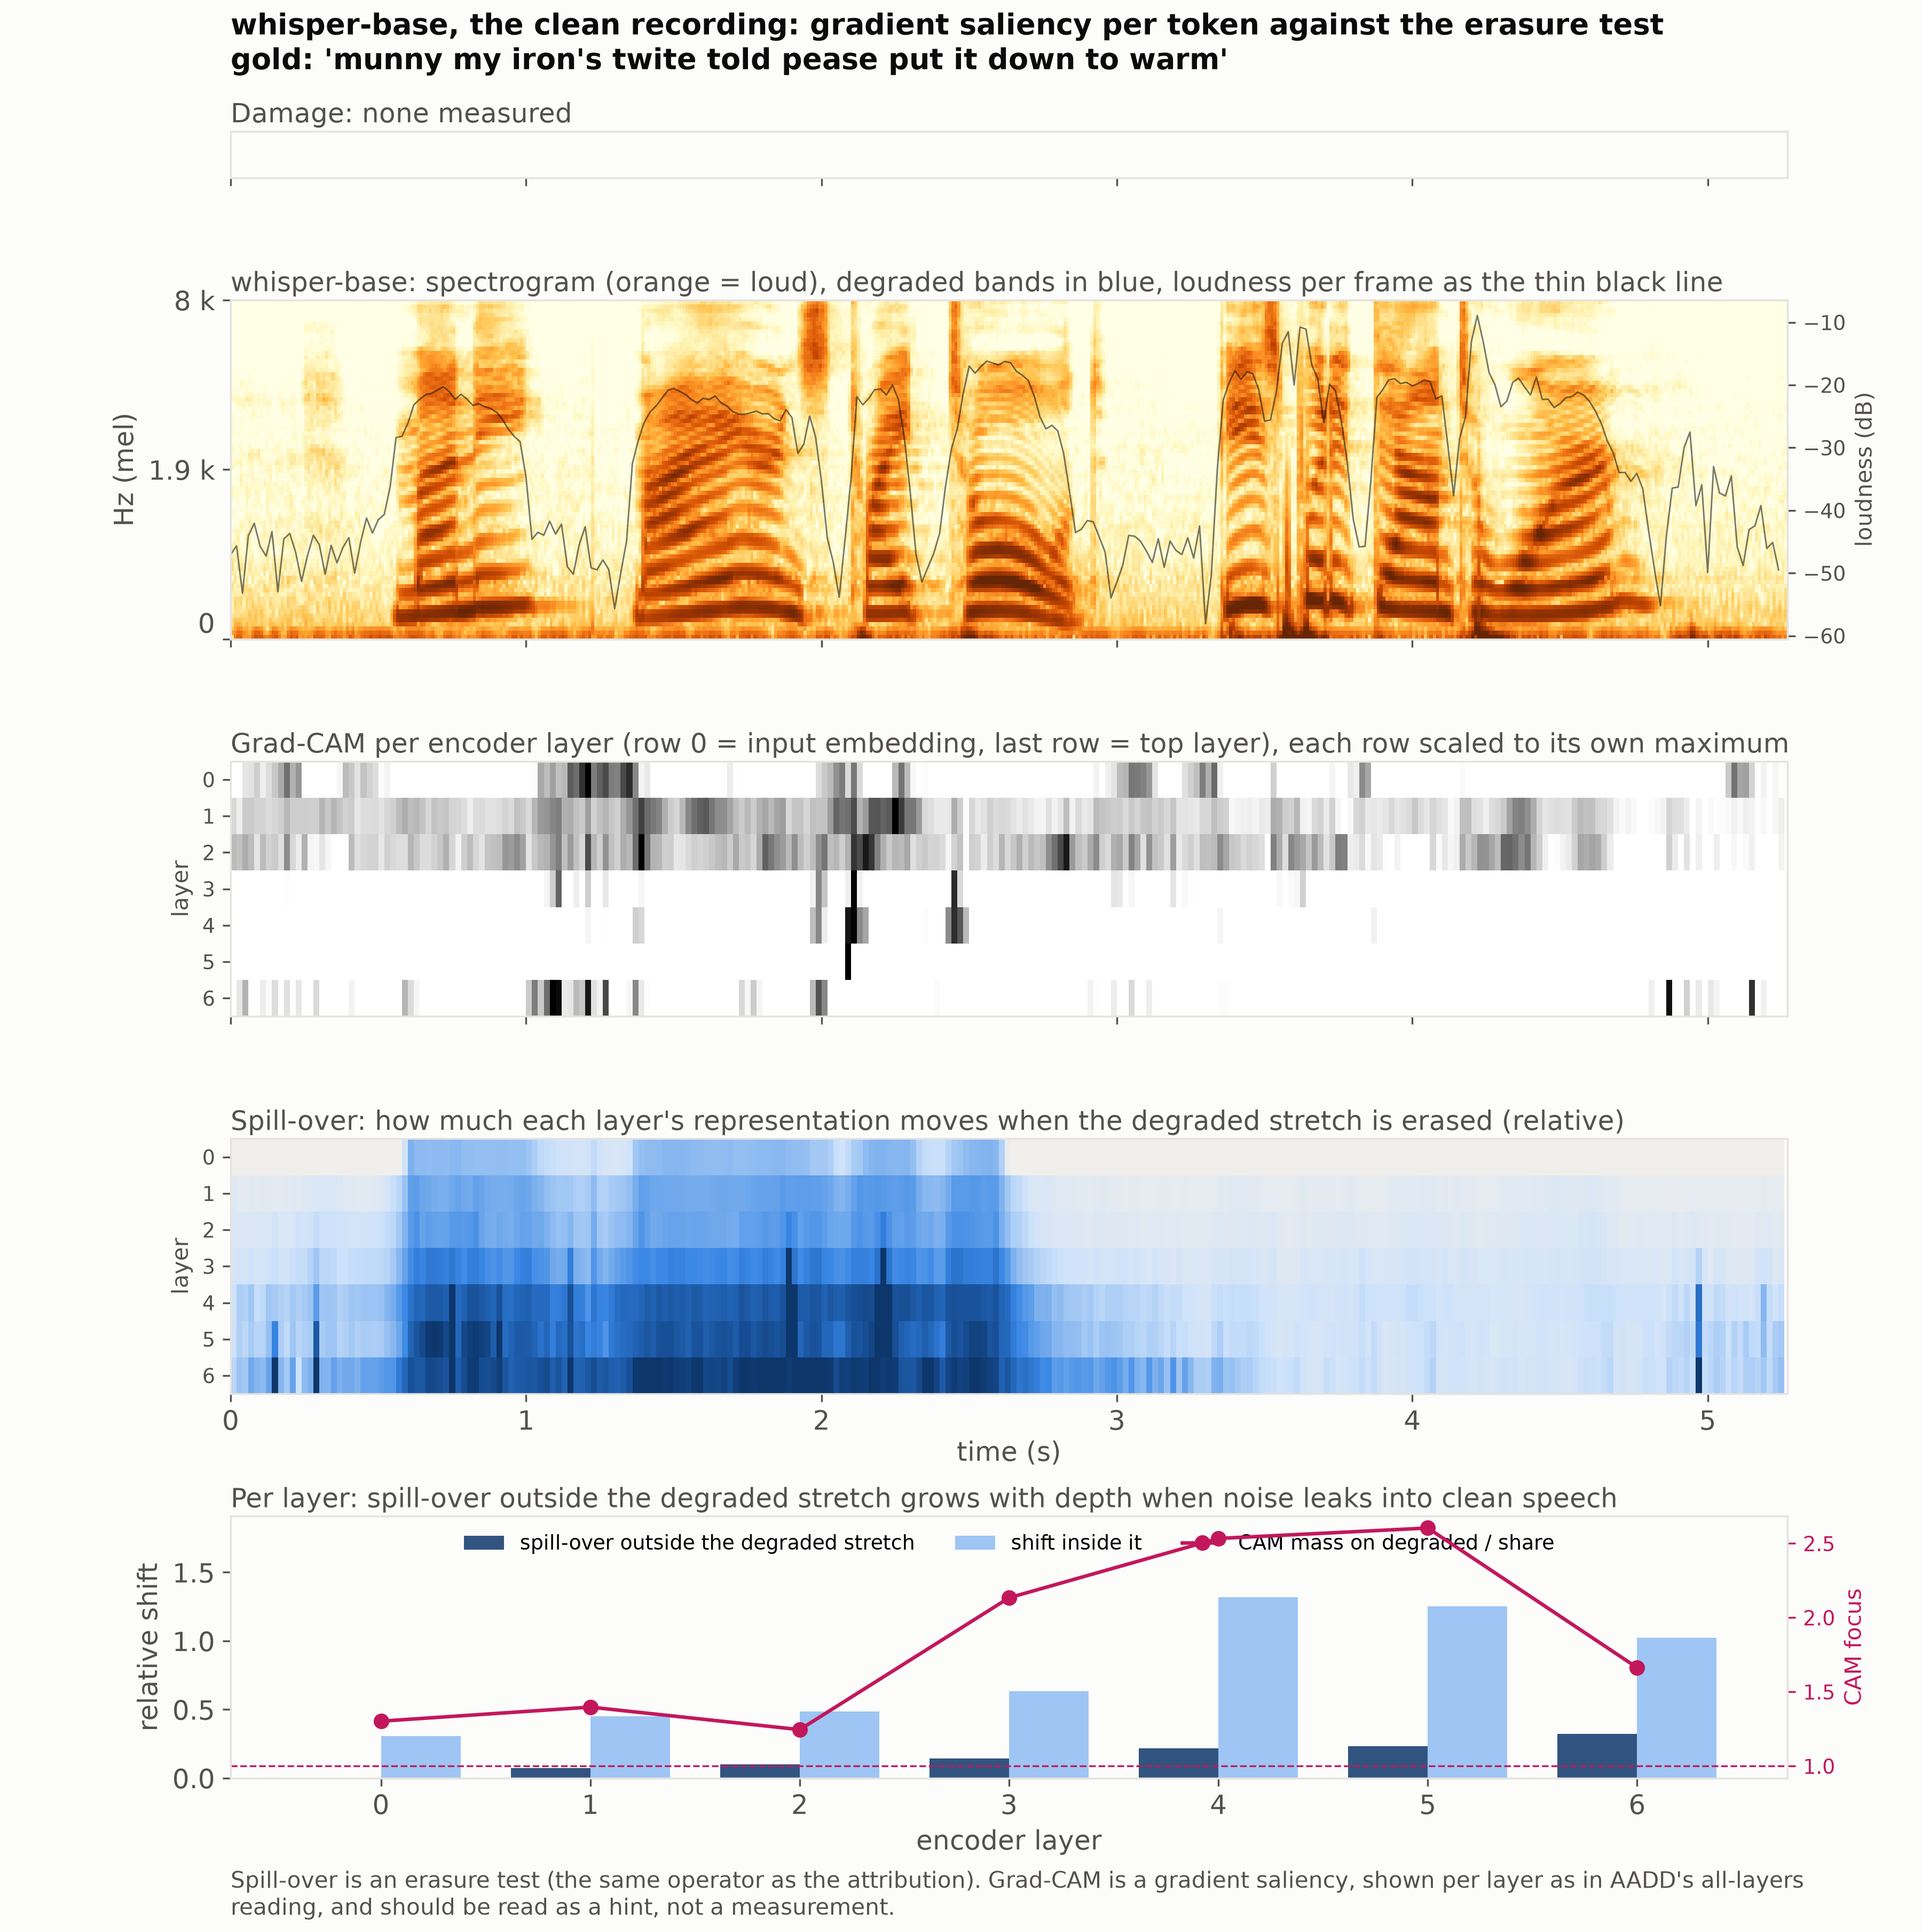 whisper-base, the clean recording: gradient saliency per token against the erasure test
gold: 'munny my iron's twite told pease put it down to warm'
Damage: none measured
whisper-base: spectrogram (orange = loud), degraded bands in blue, loudness per frame as the thin black line
8 k
1.9 k
0
Hz (mel)
−10
−20
−30
−40
−50
−60
loudness (dB)
Grad-CAM per encoder layer (row 0 = input embedding, last row = top layer), each row scaled to its own maximum
0
1
2
3
4
5
6
layer
Spill-over: how much each layer's representation moves when the degraded stretch is erased (relative)
0
1
2
3
4
5
6
layer
0 1 2 3 4 5
time (s)
Per layer: spill-over outside the degraded stretch grows with depth when noise leaks into clean speech
spill-over outside the degraded stretch shift inside it CAM mass on degraded / share
1.5
1.0
0.5
0.0
relative shift
2.5
2.0
1.5
1.0
CAM focus
0 1 2 3 4 5 6
encoder layer
Spill-over is an erasure test (the same operator as the attribution). Grad-CAM is a gradient saliency, shown per layer as in AADD's all-layers
reading, and should be read as a hint, not a measurement.